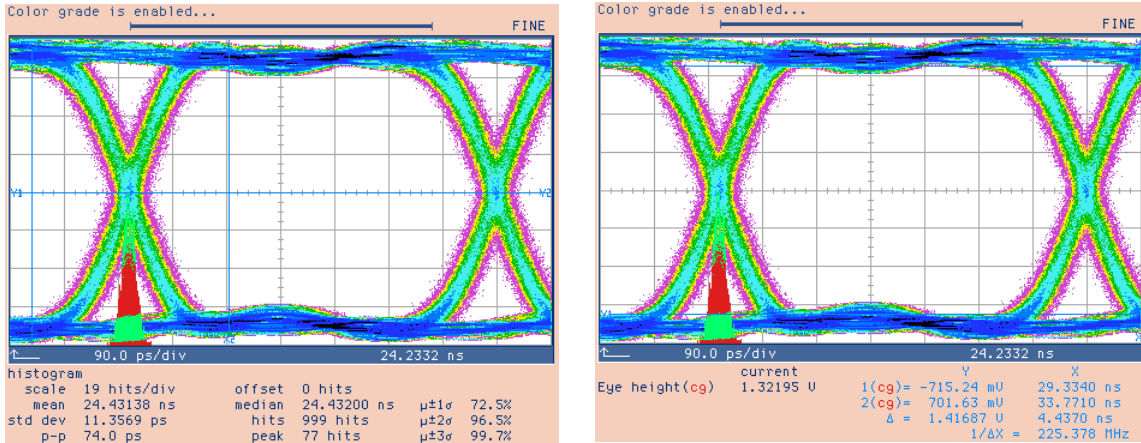 Color grade is enabled...
FINE
Y1
Y2
X2
90.0 ps/div
24.2332 ns
histogram
scale 19 hits/div offset 0 hits
mean 24.43138 ns median 24.43200 ns μ±1σ 72.5%
std dev 11.3569 ps hits 999 hits μ±2σ 96.5%
p-p 74.0 ps peak 77 hits μ±3σ 99.7%
Color grade is enabled...
FINE
Y1
90.0 ps/div
24.2332 ns
current Y X
Eye height(cg) 1.32195 V 1(cg)= -715.24 mV 29.3340 ns
2(cg)= 701.63 mV 33.7710 ns
Δ = 1.41687 V 4.4370 ns
1/ΔX = 225.378 MHz